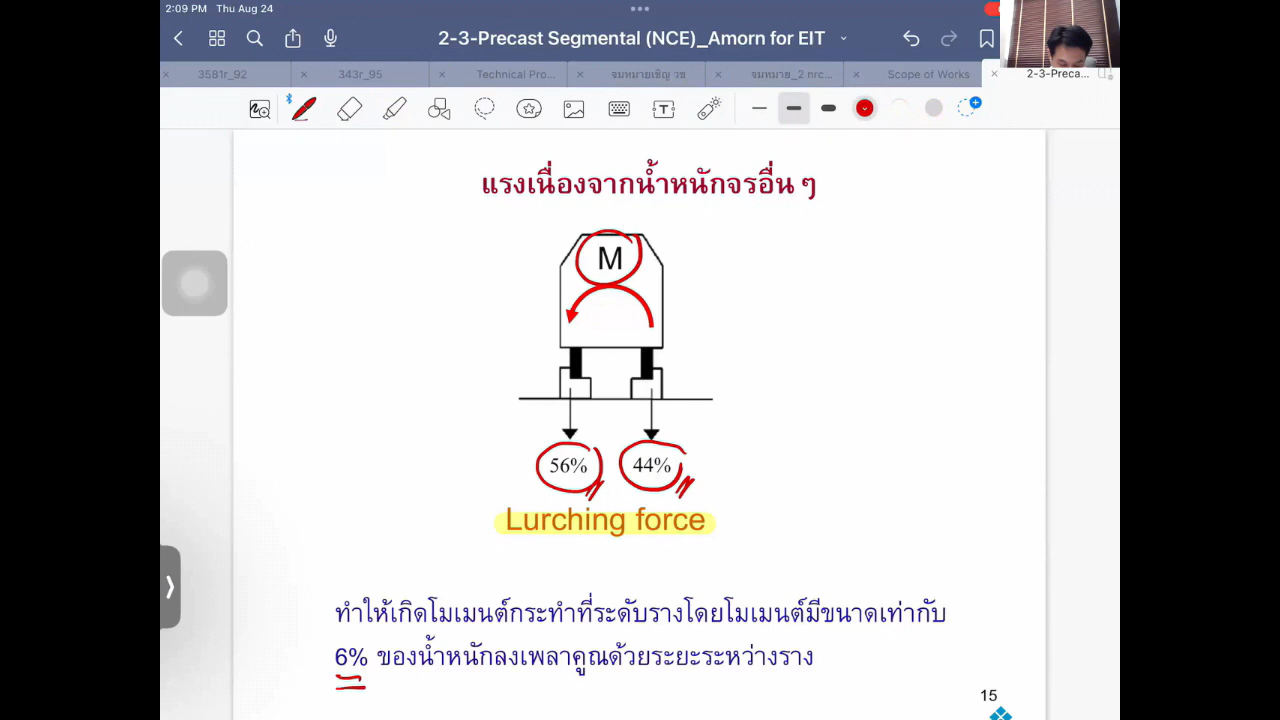 2:09 PM Thu Aug 24
2-3-Precast Segmental (NCE)_Amorn for EIT
3581r_92
343r_95
Technical Pro...
จมหมายเชิญ วช
จมหมาย_2 nrc...
Scope of Works
2-3-Preca...
T
แรงเนื่องจากน้ำหนักจรอื่น ๆ
M
56% 44%
Lurching force
ทำให้เกิดโมเมนต์กระทำที่ระดับรางโดยโมเมนต์มีขนาดเท่ากับ
6% ของน้ำหนักลงเพลาคูณด้วยระยะระหว่างราง
15